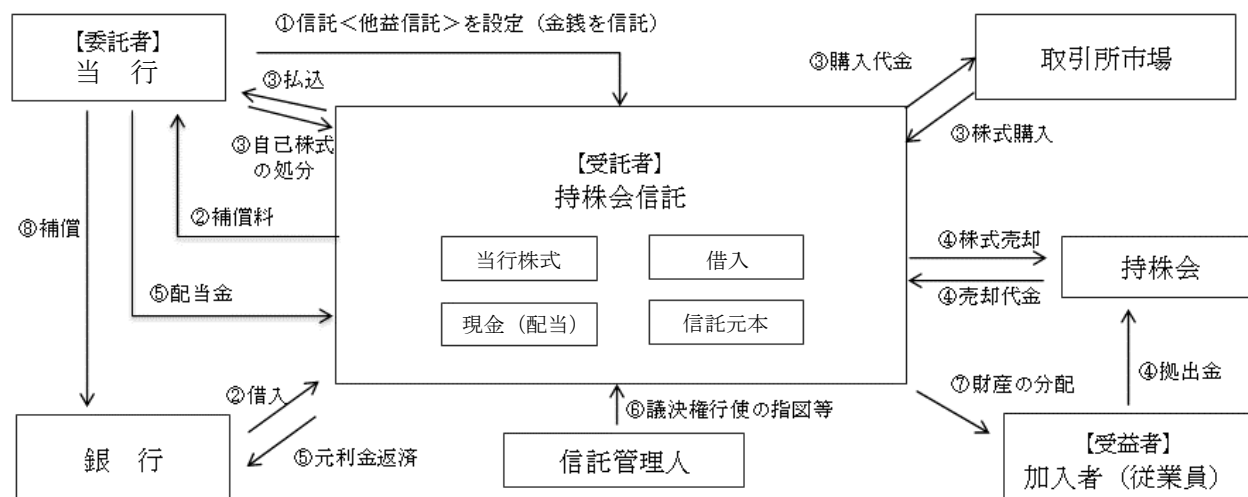 ①信託＜他益信託＞を設定（金銭を信託）
【委託者】
当　行
③払込
③購入代金
取引所市場
③自己株式
の処分
③株式購入
【受託者】
持株会信託
②補償料
⑧補償
当行株式
借入
④株式売却
持株会
⑤配当金
④売却代金
現金（配当）
信託元本
②借入
⑦財産の分配
④拠出金
⑥議決権行使の指図等
⑤元利金返済
銀　行
信託管理人
【受益者】
加入者（従業員）